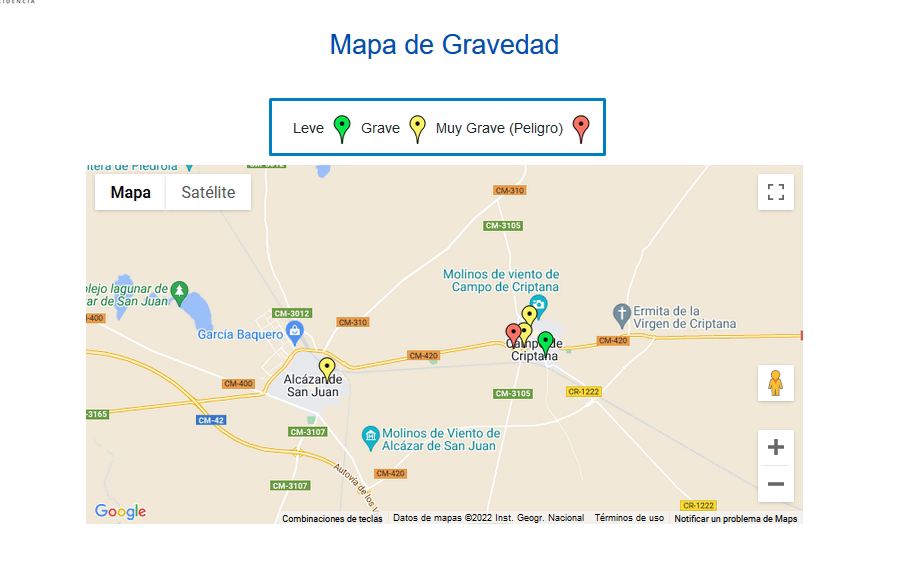 Mapa de Gravedad
Leve Grave Muy Grave (Peligro)
Mapa Satélite
CM-310
CM-3105
Molinos de viento de
Campo de Criptana
lejo lagunar de
ar de San Juan
CM-3012
-400
CM-310
García Baquero
Ermita de la
Virgen de Criptana
CM-420
CM-420
Criptana
Alcázar de
San Juan
CM-400
CM-3105
CR-1222
-3165
CM-42
CM-3107
Molinos de Viento de
Alcázar de San Juan
CM-420
Autovía de los
CM-3107
CR-1222
Google
Combinaciones de teclas
Datos de mapas ©2022 Inst. Geogr. Nacional
Términos de uso
Notificar un problema de Maps